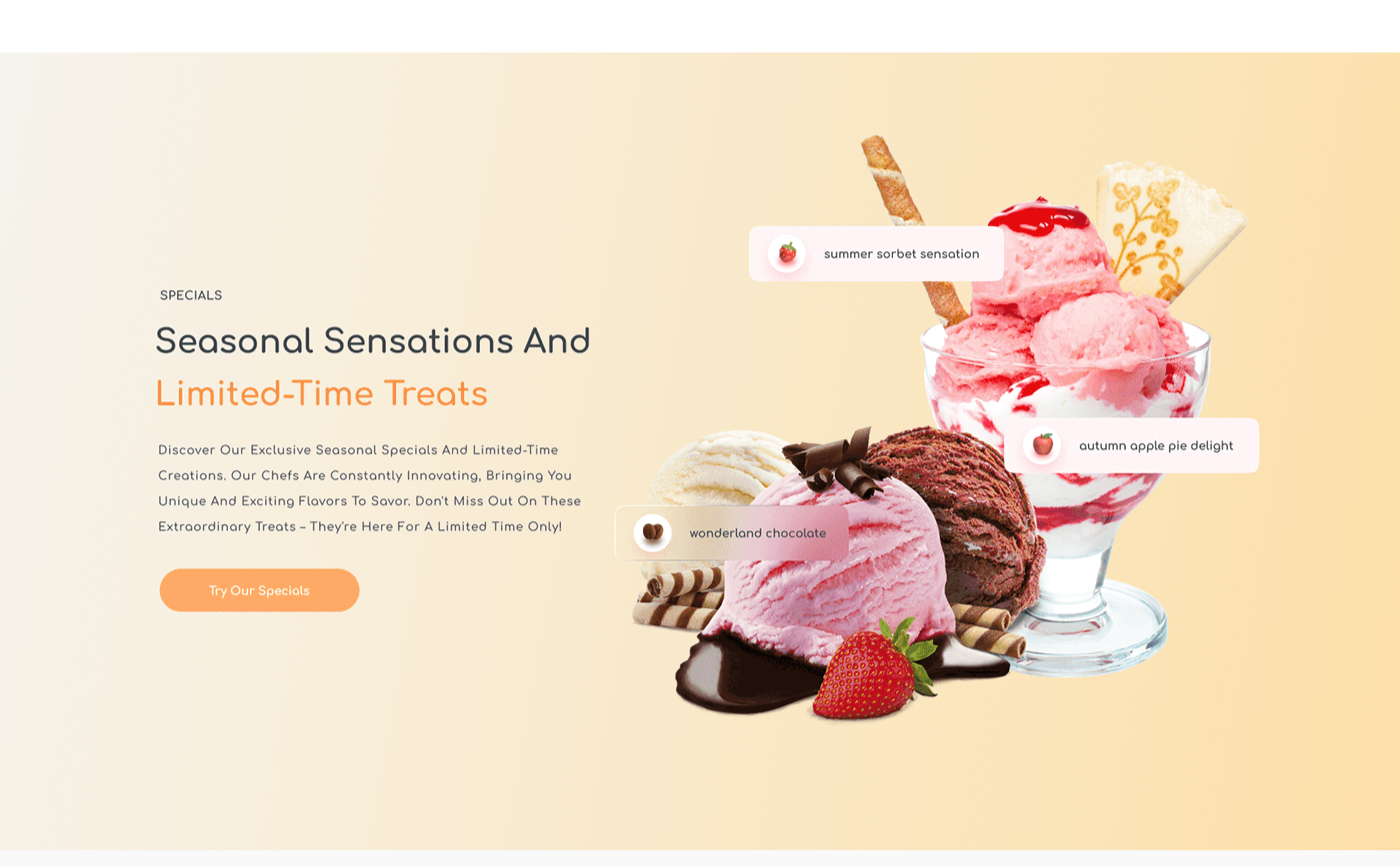 SPECIALS
Seasonal Sensations And
Limited-Time Treats
Discover Our Exclusive Seasonal Specials And Limited-Time
Creations. Our Chefs Are Constantly Innovating, Bringing You
Unique And Exciting Flavors To Savor. Don't Miss Out On These
Extraordinary Treats – They're Here For A Limited Time Only!
Try Our Specials
summer sorbet sensation
autumn apple pie delight
wonderland chocolate